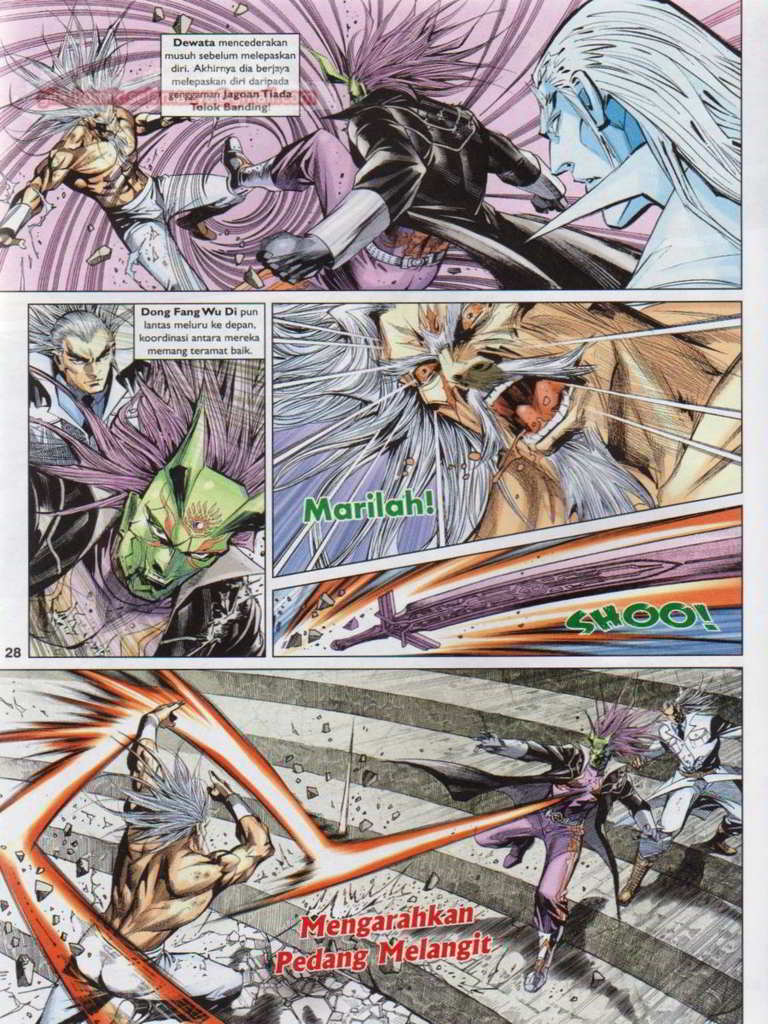 Dewata mencederakan
musuh sebelum melepaskan
diri. Akhirnya dia berjaya
melepaskan diri daripada
genggaman Jagoan Tiada
Tolok Banding!
Dong Fang Wu Di pun
lantas meluru ke depan,
koordinasi antara mereka
memang teramat baik.
Marilah!
SHOO!
28
Mengarahkan
Pedang Melangit